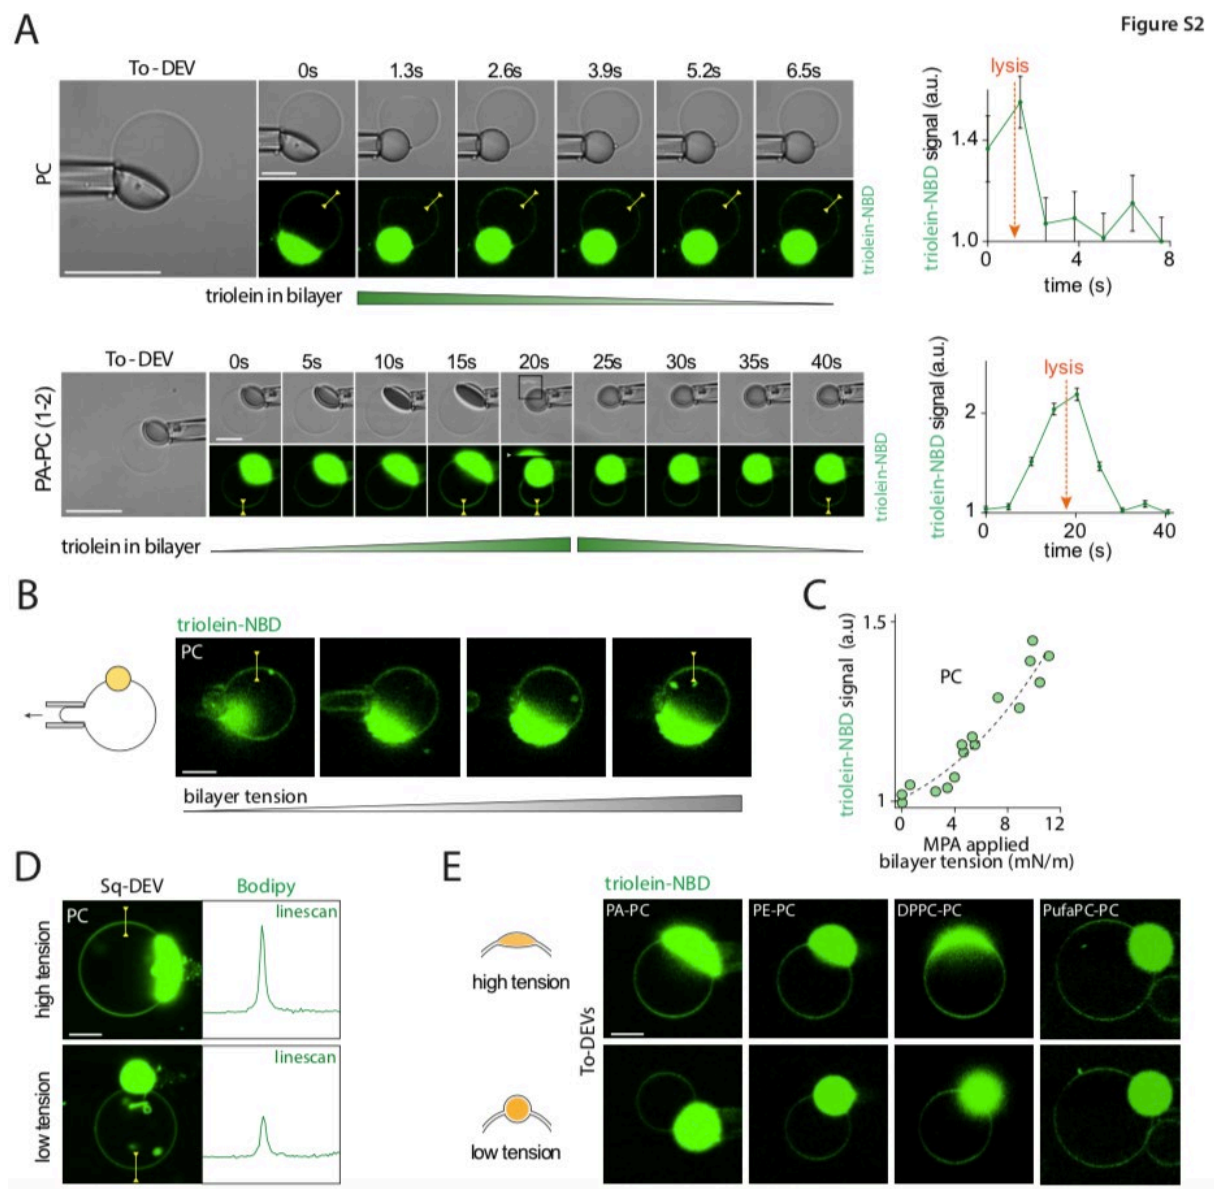 Figure S2
A
To-DEV
0s 1.3s 2.6s 3.9s 5.2s 6.5s
PC
triolein-NBD
triolein in bilayer
triolein-NBD signal (a.u.)
lysis
1.4
1.0
0 4 8
time (s)
To-DEV
0s 5s 10s 15s 20s 25s 30s 35s 40s
PA-PC (1-2)
triolein-NBD
triolein in bilayer
triolein-NBD signal (a.u.)
lysis
2
1
0 20 40
time (s)
B
triolein-NBD
PC
bilayer tension
C
triolein-NBD signal (a.u)
1.5
PC
1
0 4 8 12
MPA applied
bilayer tension (mN/m)
D
Sq-DEV Bodipy
high tension
PC
linescan
low tension
linescan
E
triolein-NBD
PA-PC PE-PC DPPC-PC PufaPC-PC
high tension
To-DEVs
low tension